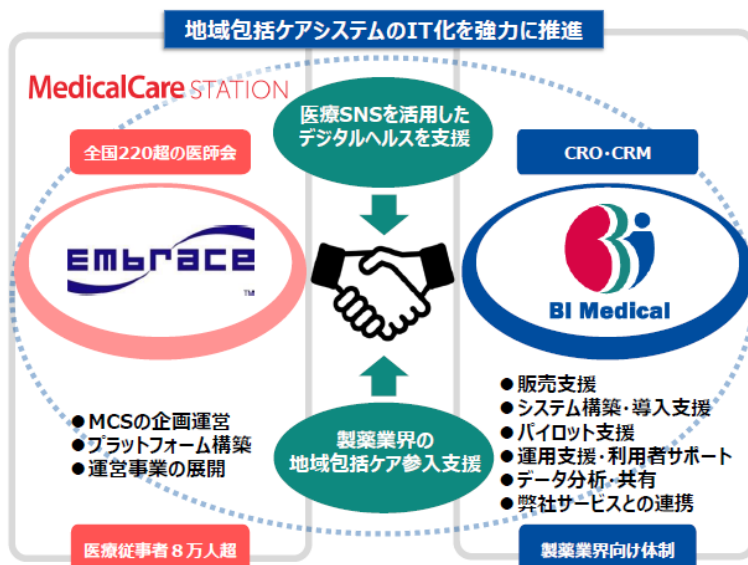 地域包括ケアシステムのIT化を強力に推進
MedicalCare STATION
医療SNSを活用した
デジタルヘルスを支援
全国220超の医師会
CRO・CRM
Embrace
TM
BI Medical
●MCSの企画運営
●プラットフォーム構築
●運営事業の展開
製薬業界の
地域包括ケア参入支援
●販売支援
●システム構築・導入支援
●パイロット支援
●運用支援・利用者サポート
●データ分析・共有
●弊社サービスとの連携
医療従事者8万人超
製薬業界向け体制